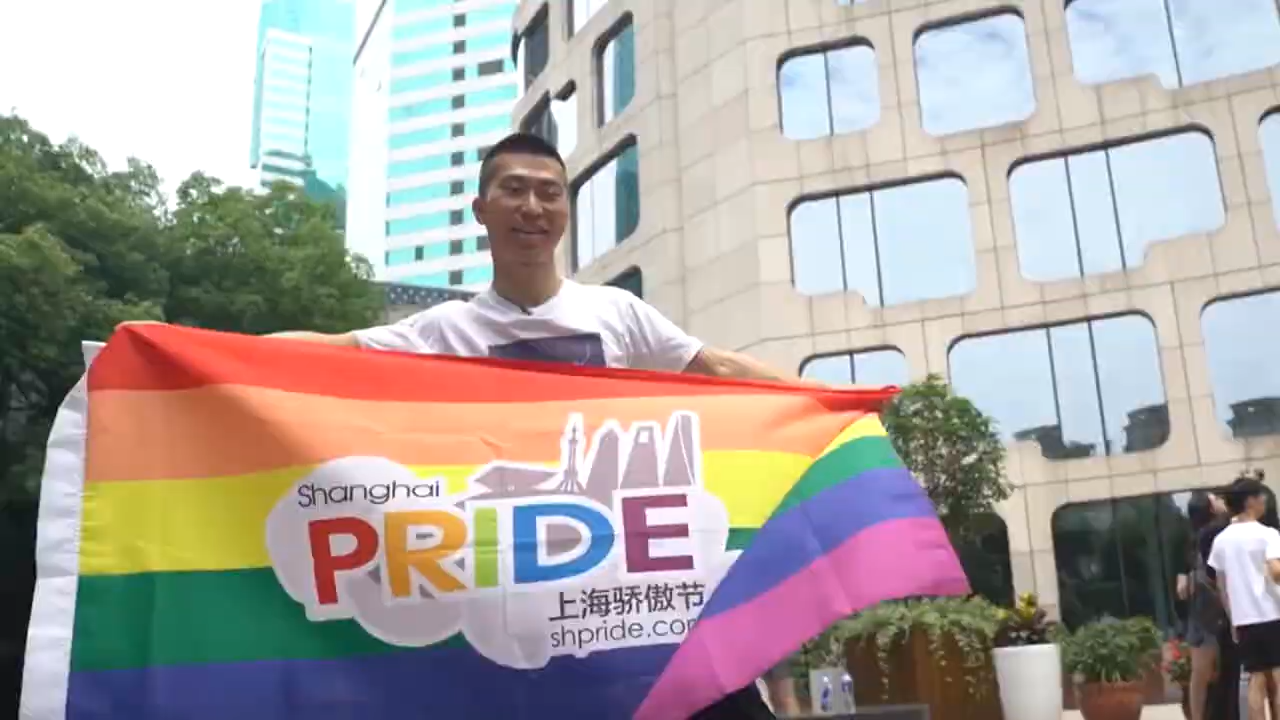 Shanghai
PRIDE
上海骄傲节
shpride.com